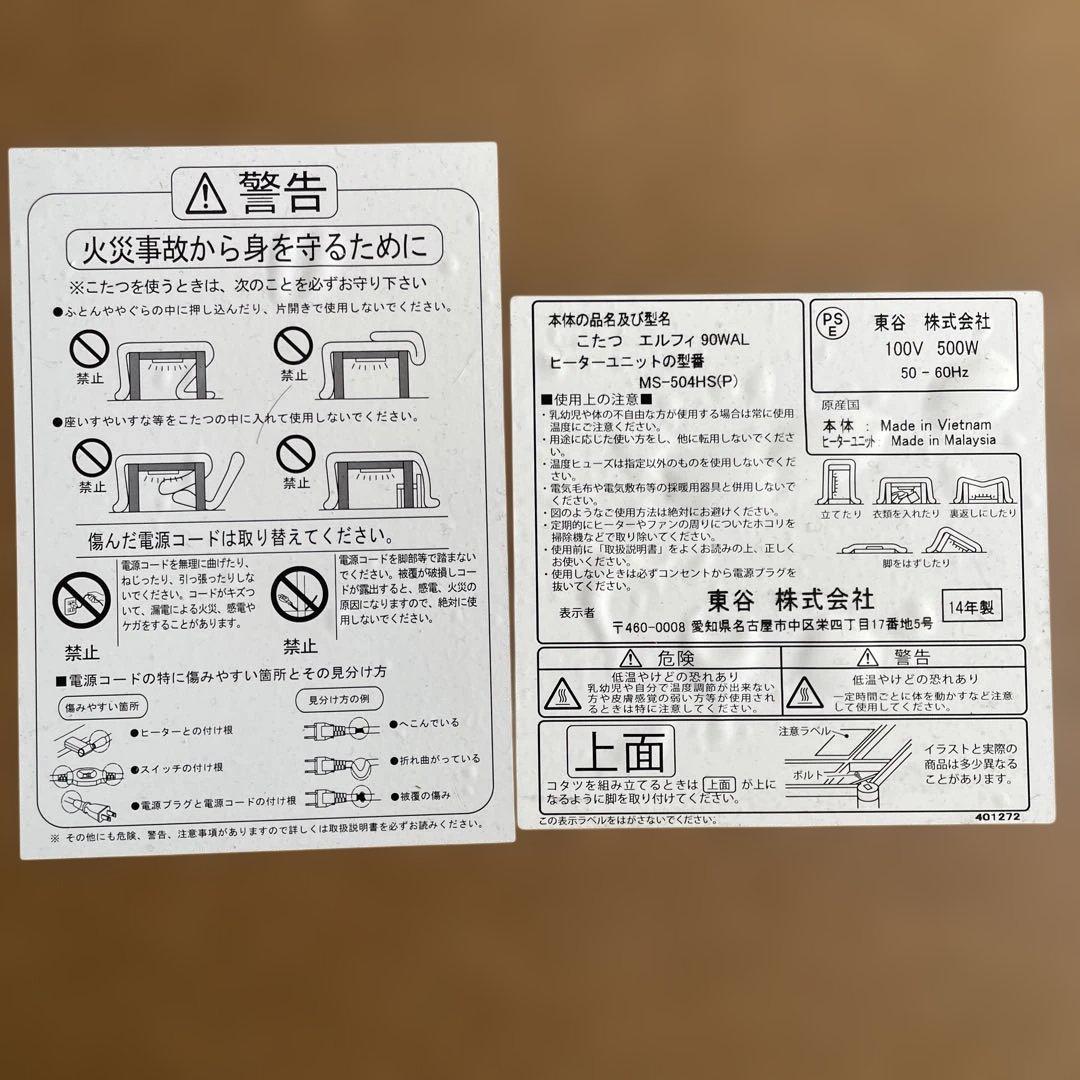 警告
火災事故から身を守るために
※こたつを使うときは、次のことを必ずお守り下さい
●ふとんややぐらの中に押し込んだり、片開きで使用しないでください。
禁止
禁止
●座いすやいすな等をこたつの中に入れて使用しないでください。
禁止
禁止
傷んだ電源コードは取り替えてください。
電源コードを無理に曲げたり、
ねじったり、引っ張ったりしな
いでください。コードがキズつ
いて、漏電による火災、感電や
ケガをすることがあります。
禁止
電源コードを脚部等で踏まない
でください。被覆が破損しコー
ドが露出すると、感電、火災の
原因になりますので、絶対に使
用しないでください。
禁止
■電源コードの特に傷みやすい箇所とその見分け方
傷みやすい箇所
見分け方の例
●ヒーターとの付け根
●へこんでいる
●スイッチの付け根
●折れ曲がっている
●電源プラグと電源コードの付け根
●被覆の傷み
※ その他にも危険、警告、注意事項がありますので詳しくは取扱説明書を必ずお読みください。
本体の品名及び型名
こたつ エルフィ 90WAL
ヒーターユニットの型番
MS-504HS(P)
■使用上の注意■
・乳幼児や体の不自由な方が使用する場合は常に使用
温度にご注意ください。
・用途に応じた使い方をし、他に転用しないでくださ
い。
・温度ヒューズは指定以外のものを使用しないでくだ
さい。
・電気毛布や電気敷布等の採暖用器具と併用しないで
ください。
・図のようなご使用方法は絶対にお避けください。
・定期的にヒーターやファンの周りについたホコリを
掃除機などで取り除いてください。
・使用前に「取扱説明書」をよくお読みの上、正しく
お使いください。
・使用しないときは必ずコンセントから電源プラグを
抜いてください。
PS
E
東谷 株式会社
100V 500W
50 - 60Hz
原産国
本体 : Made in Vietnam
ヒーターユニット: Made in Malaysia
立てたり
衣類を入れたり
裏返しにしたり
脚をはずしたり
表示者
東谷 株式会社
〒460-0008 愛知県名古屋市中区栄四丁目17番地5号
14年製
危険
低温やけどの恐れあり
乳幼児や自分で温度調節が出来ない
方や皮膚感覚の弱い方等が使用され
るときは特に注意してください。
警告
低温やけどの恐れあり
一定時間ごとに体を動かすなど注意
して使用してください。
上面
コタツを組み立てるときは 上面 が上に
なるように脚を取り付けてください。
注意ラベル
ボルト
イラストと実際の
商品は多少異なる
ことがあります。
この表示ラベルをはがさないでください。
401272